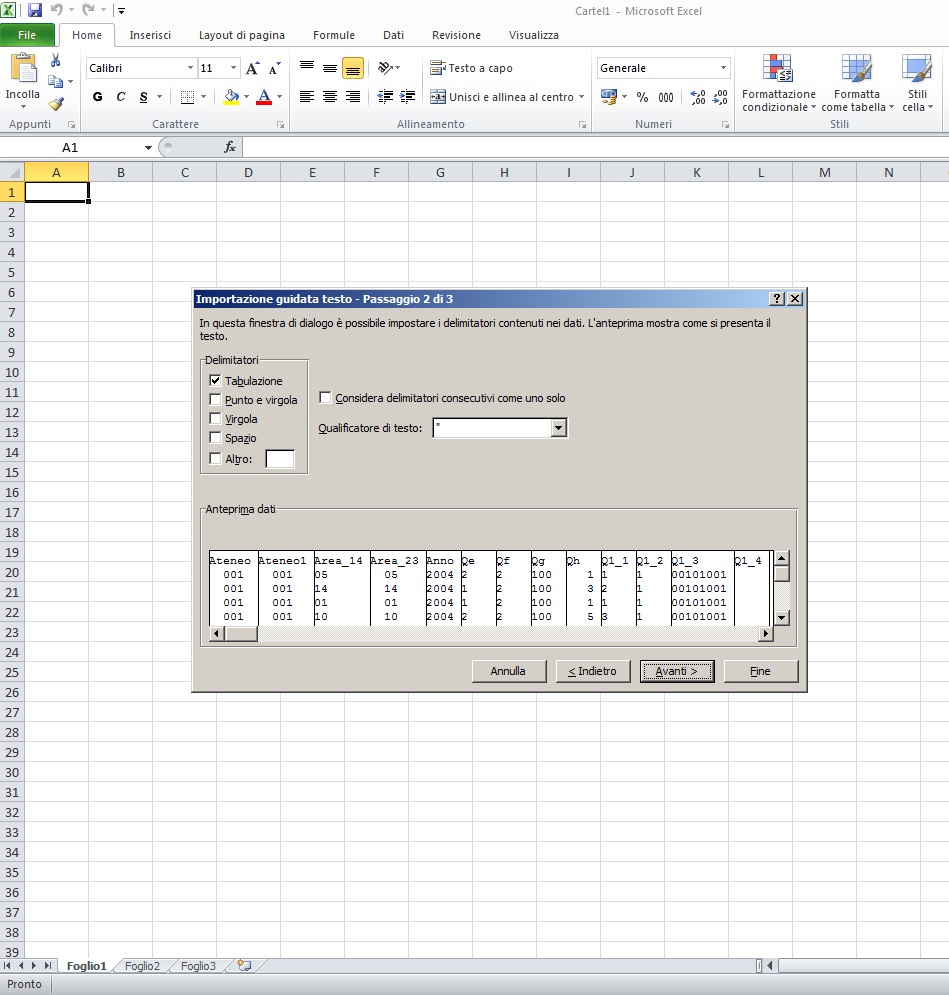 Cartel1 - Microsoft Excel
File Home Inserisci Layout di pagina Formule Dati Revisione Visualizza
Incolla
Calibri 11
G C S
Testo a capo
Unisci e allinea al centro
Generale
% 000
Formattazione condizionale
Formatta come tabella
Stili cella
Appunti Carattere Allineamento Numeri Stili
A1 fx
A B C D E F G H I J K L M N
1
2
3
4
5
6
7
8
9
10
11
12
13
14
15
16
17
18
19
20
21
22
23
24
25
26
27
28
29
30
31
32
33
34
35
36
37
38
39
Importazione guidata testo - Passaggio 2 di 3
In questa finestra di dialogo è possibile impostare i delimitatori contenuti nei dati. L'anteprima mostra come si presenta il
testo.
Delimitatori
Tabulazione
Punto e virgola
Virgola
Spazio
Altro:
Considera delimitatori consecutivi come uno solo
Qualificatore di testo: "
Anteprima dati
Ateneo Ateneo1 Area_14 Area_23 Anno Qe Qf Qg Qh Q1_1 Q1_2 Q1_3 Q1_4
001 001 05 05 2004 2 2 100 1 1 1 00101001
001 001 14 14 2004 1 2 100 3 2 1 00101001
001 001 01 01 2004 1 2 100 1 1 1 00101001
001 001 10 10 2004 2 2 100 5 3 1 00101001
Annulla < Indietro Avanti > Fine
Foglio1 Foglio2 Foglio3
Pronto